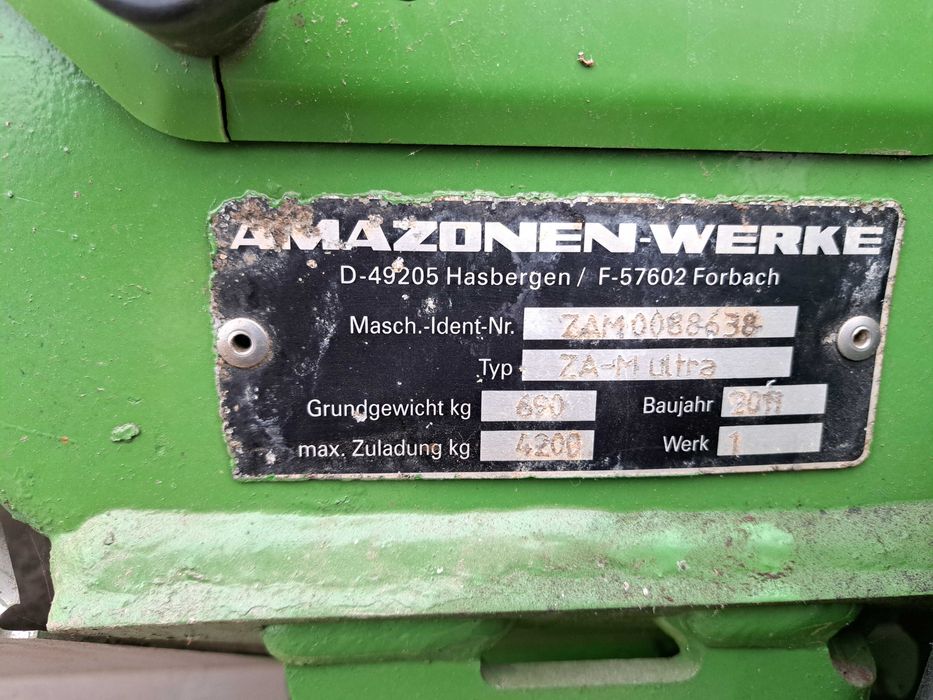 AMAZONEN-WERKE
D-49205 Hasbergen / F-57602 Forbach
Masch.-Ident-Nr. ZAM0088638
Typ ZA-M ultra
Grundgewicht kg 690 Baujahr 2011
max. Zuladung kg 4200 Werk 1